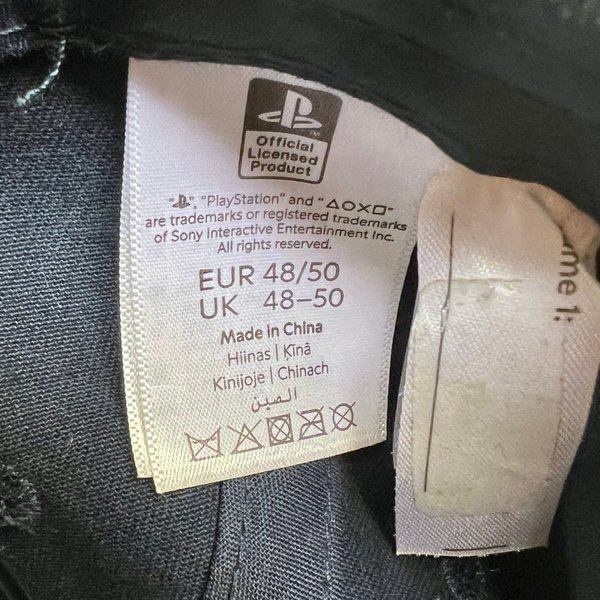 Official
Licensed
Product
"PS", "PlayStation" and "△○✕□"
are trademarks or registered trademarks
of Sony Interactive Entertainment Inc.
All rights reserved.
EUR 48/50
UK 48–50
Made in China
Hiinas | Ķīnā
Kinijoje | Chinach
الصين
me 1: